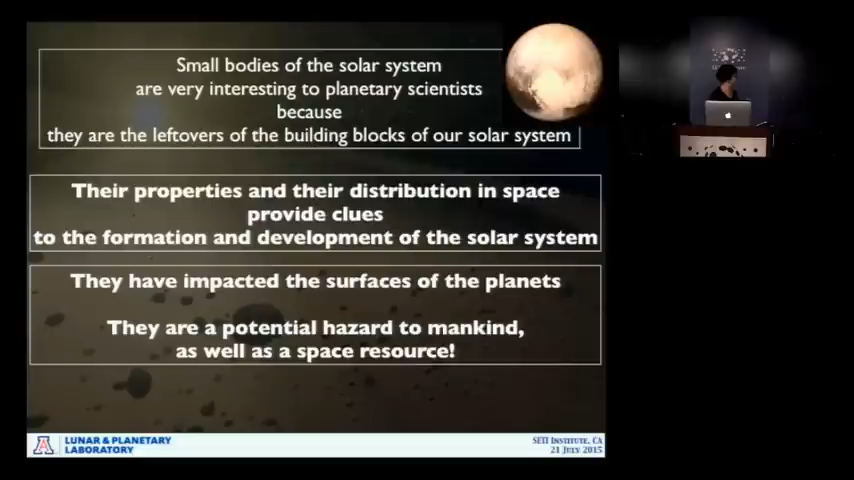 Small bodies of the solar system
are very interesting to planetary scientists
because
they are the leftovers of the building blocks of our solar system
Their properties and their distribution in space
provide clues
to the formation and development of the solar system
They have impacted the surfaces of the planets
They are a potential hazard to mankind,
as well as a space resource!
A
LUNAR & PLANETARY
LABORATORY
SETI INSTITUTE, CA
21 JULY 2015